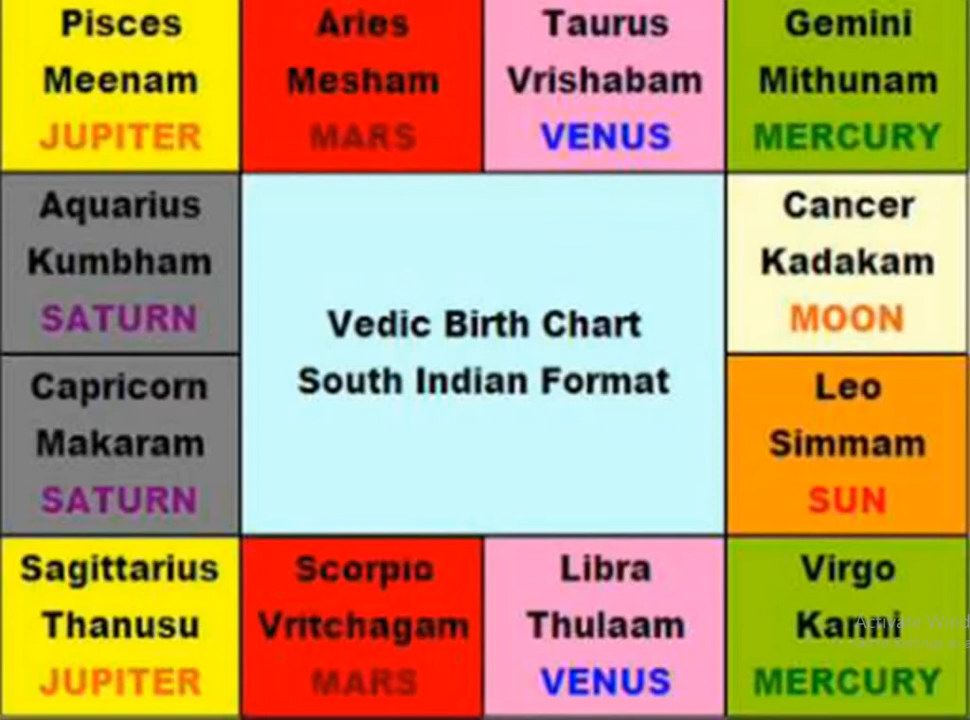 Pisces
Meenam
JUPITER
Aries
Mesham
MARS
Taurus
Vrishabam
VENUS
Gemini
Mithunam
MERCURY
Aquarius
Kumbham
SATURN
Vedic Birth Chart
South Indian Format
Cancer
Kadakam
MOON
Capricorn
Makaram
SATURN
Leo
Simmam
SUN
Sagittarius
Thanusu
JUPITER
Scorpio
Vritchagam
MARS
Libra
Thulaam
VENUS
Virgo
Kanni
MERCURY
Activate Wind